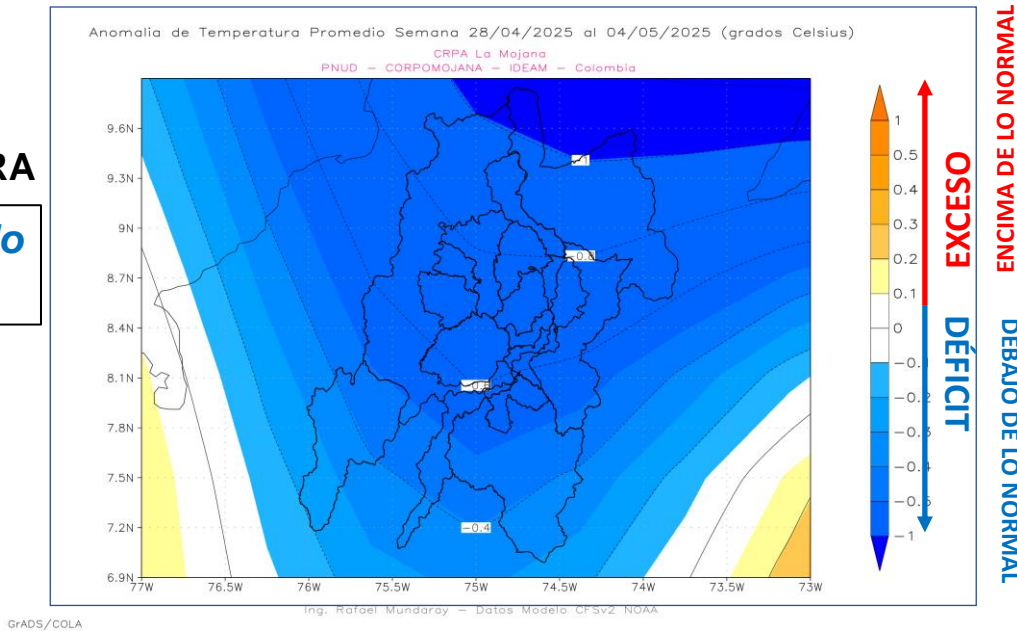 RA
lo
Anomalia de Temperatura Promedio Semana 28/04/2025 al 04/05/2025 (grados Celsius)
CRPA La Mojana
PNUD – CORPOMOJANA – IDEAM – Colombia
9.6N
9.3N
9N
8.7N
8.4N
8.1N
7.8N
7.5N
7.2N
6.9N
77W
76.5W
76W
75.5W
75W
74.5W
74W
73.5W
73W
-0.8
-0.4
1
0.5
0.4
0.3
0.2
0.1
0
-0.2
-1
EXCESO
DÉFICIT
ENCIMA DE LO NORMAL
DEBAJO DE LO NORMAL
Ing. Rafael Mundaray – Datos Modelo CFSv2 NOAA
GrADS/COLA